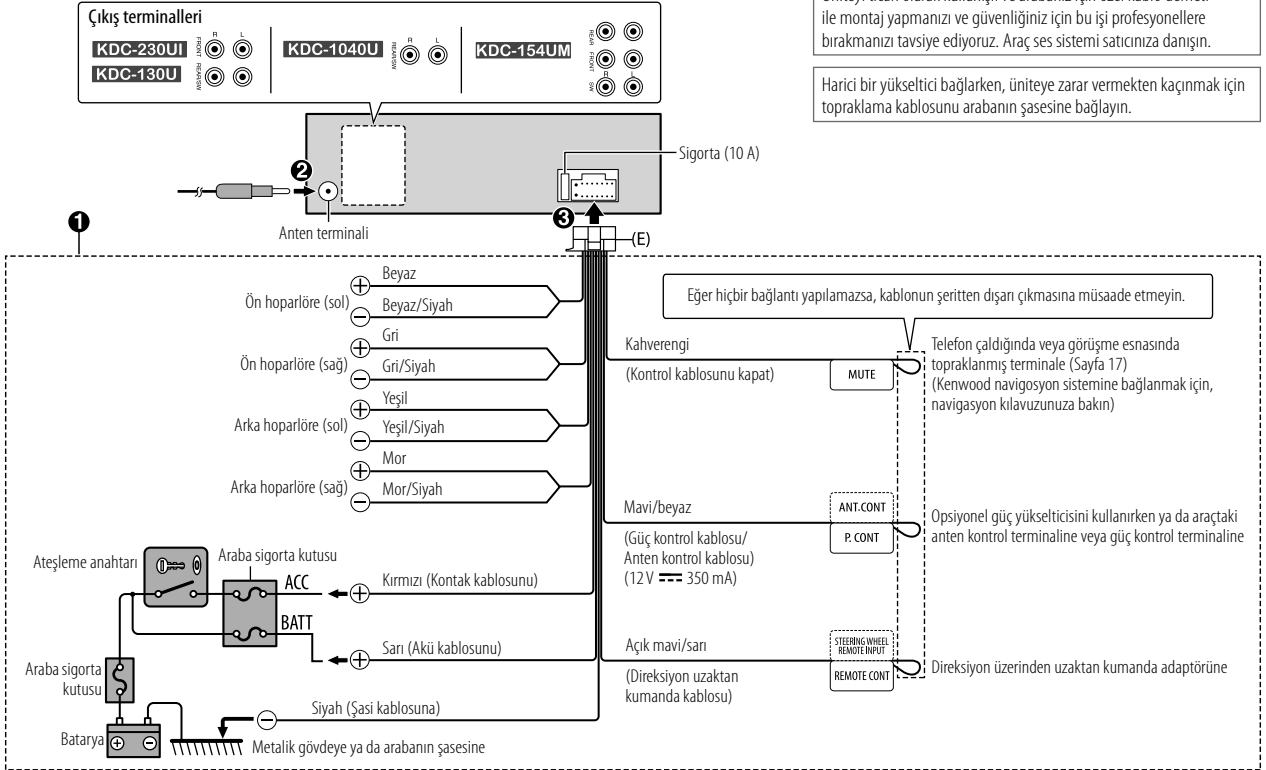 Çıkış terminalleri
KDC-230UI
KDC-130U
FRONT
REAR/SW
R L
KDC-1040U
REAR/SW
R L
KDC-154UM
REAR
FRONT
SW
R L
ile montaj yapmanızı ve güvenliğiniz için bu işi profesyonellere
bırakmanızı tavsiye ediyoruz. Araç ses sistemi satıcınıza danışın.
Harici bir yükseltici bağlarken, üniteye zarar vermekten kaçınmak için
topraklama kablosunu arabanın şasesine bağlayın.
Sigorta (10 A)
2
Anten terminali
3
(E)
1
Ön hoparlöre (sol)
Beyaz
Beyaz/Siyah
Ön hoparlöre (sağ)
Gri
Gri/Siyah
Arka hoparlöre (sol)
Yeşil
Yeşil/Siyah
Arka hoparlöre (sağ)
Mor
Mor/Siyah
Eğer hiçbir bağlantı yapılamazsa, kablonun şeritten dışarı çıkmasına müsaade etmeyin.
Kahverengi
(Kontrol kablosunu kapat)
MUTE
Telefon çaldığında veya görüşme esnasında
topraklanmış terminale (Sayfa 17)
(Kenwood navigosyon sistemine bağlanmak için,
navigasyon kılavuzunuza bakın)
Mavi/beyaz
(Güç kontrol kablosu/
Anten kontrol kablosu)
(12 V 350 mA)
ANT.CONT
P. CONT
Opsiyonel güç yükselticisini kullanırken ya da araçtaki
anten kontrol terminaline veya güç kontrol terminaline
Açık mavi/sarı
(Direksiyon uzaktan
kumanda kablosu)
STEERING WHEEL
REMOTE INPUT
REMOTE CONT
Direksiyon üzerinden uzaktan kumanda adaptörüne
Ateşleme anahtarı
Araba sigorta kutusu
ACC
BATT
Kırmızı (Kontak kablosunu)
Sarı (Akü kablosunu)
Araba sigorta
kutusu
Siyah (Şasi kablosuna)
Batarya
Metalik gövdeye ya da arabanın şasesine